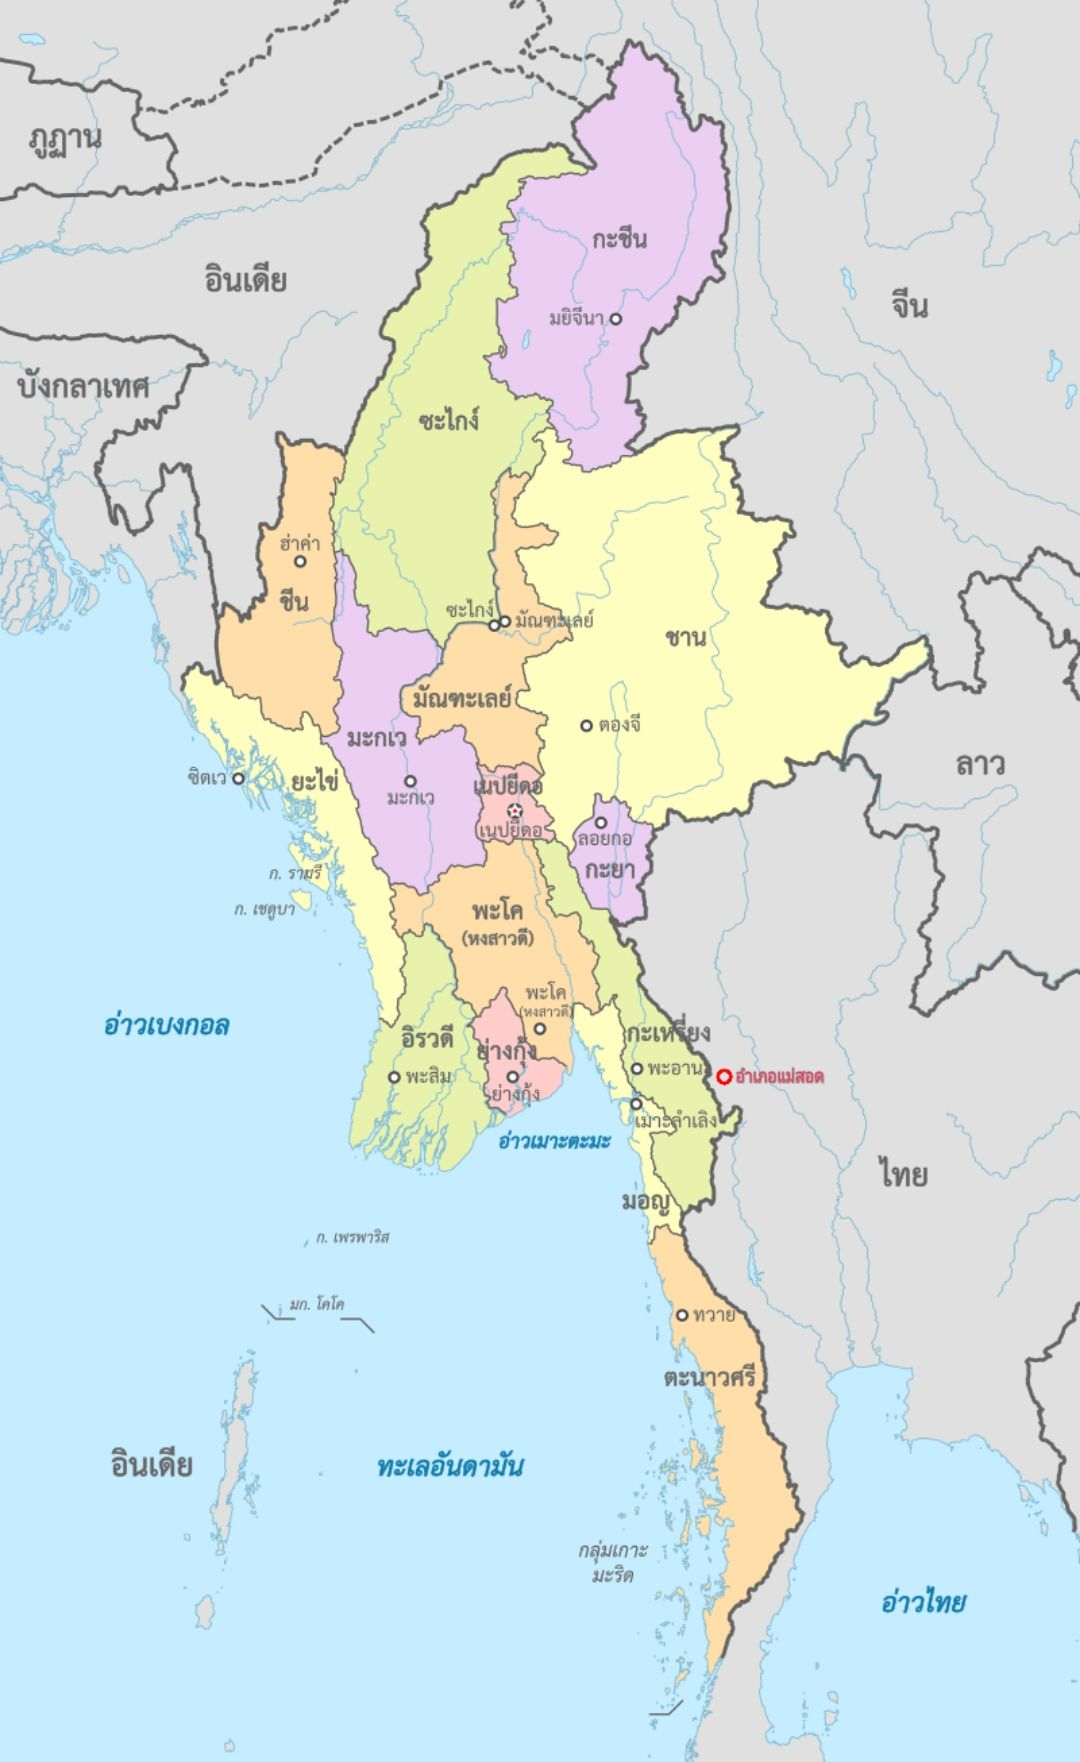 ภูฏาน
กะชีน
อินเดีย
จีน
มยิจีนา
บังกลาเทศ
ซะไกง์
ฮ่าค่า
ชีน
ซะไกง์
มัณฑะเลย์
ชาน
มัณฑะเลย์
ตองจี
มะกเว
ลาว
ซิตเว
ยะไข่
เนปยีดอ
มะกเว
เนปยีดอ
ลอยกอ
กะยา
ก. รามรี
ก. เชดูบา
พะโค
(หงสาวดี)
พะโค
(หงสาวดี)
อ่าวเบงกอล
อิรวดี
กะเหรี่ยง
ย่างกุ้ง
พะสิม
พะอาน
อำเภอแม่สอด
ย่างกุ้ง
เมาะลำเลิง
อ่าวเมาะตะมะ
ไทย
มอญ
ก. เพรพาริส
มก. โคโค
ทวาย
ตะนาวศรี
อินเดีย
ทะเลอันดามัน
กลุ่มเกาะ
มะริด
อ่าวไทย